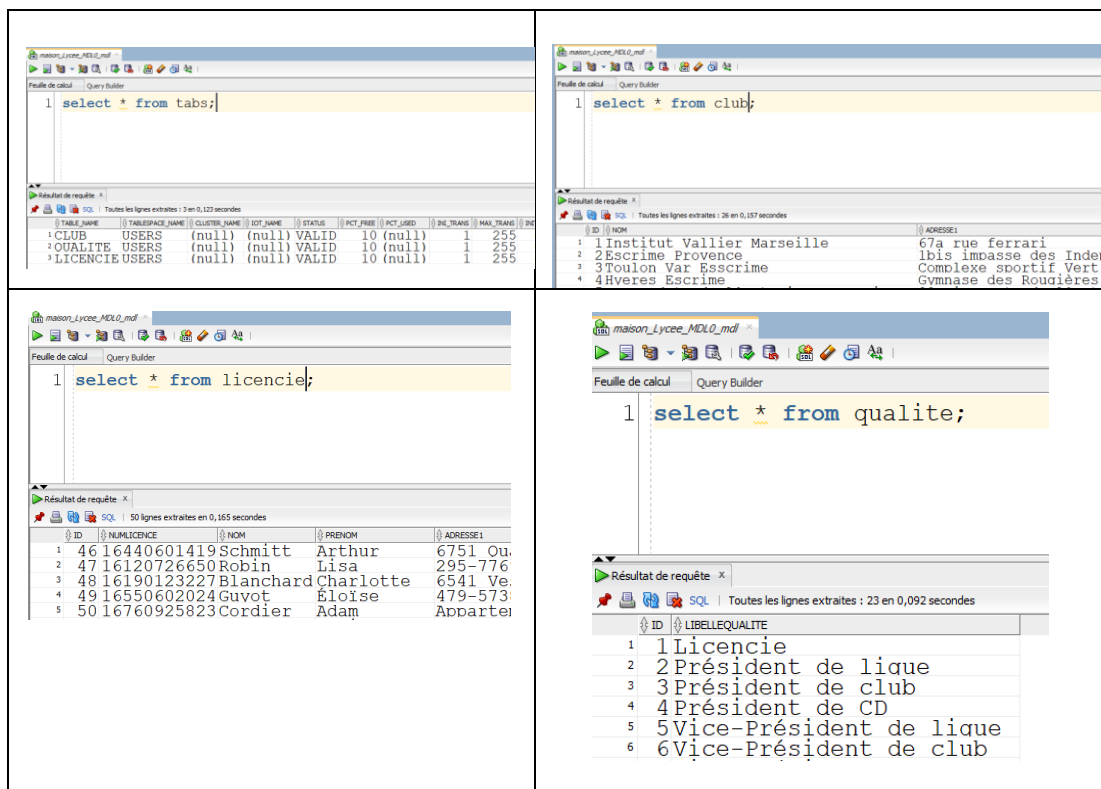 maison_Lycee_MDL0_mdl
Feuille de calcul Query Builder
1 select * from tabs;
Résultat de requête x
SQL | Toutes les lignes extraites : 3 en 0,123 secondes
TABLE_NAME TABLESPACE_NAME CLUSTER_NAME IOT_NAME STATUS PCT_FREE PCT_USED INI_TRANS MAX_TRANS
1 CLUB USERS (null) (null) VALID 10 (null) 1 255
2 QUALITE USERS (null) (null) VALID 10 (null) 1 255
3 LICENCIE USERS (null) (null) VALID 10 (null) 1 255
maison_Lycee_MDL0_mdl
Feuille de calcul Query Builder
1 select * from club;
Résultat de requête x
SQL | Toutes les lignes extraites : 26 en 0,157 secondes
ID NOM ADRESSE1
1 1 Institut Vallier Marseille 67a rue ferrari
2 2 Escrime Provence 1bis impasse des Inde
3 3 Toulon Var Esscrime Complexe sportif Vert
4 4 Hyeres Escrime Gymnase des Rougières
maison_Lycee_MDL0_mdl
Feuille de calcul Query Builder
1 select * from licencie;
Résultat de requête x
SQL | 50 lignes extraites en 0,165 secondes
ID NUMLICENCE NOM PRENOM ADRESSE1
1 46 16440601419 Schmitt Arthur 6751 Qu
2 47 16120726650 Robin Lisa 295-776
3 48 16190123227 Blanchard Charlotte 6541 Ve
4 49 16550602024 Guyot Éloïse 479-573
5 50 16760925823 Cordier Adam Apparte
maison_Lycee_MDL0_mdl
Feuille de calcul Query Builder
1 select * from qualite;
Résultat de requête x
SQL | Toutes les lignes extraites : 23 en 0,092 secondes
ID LIBELLEQUALITE
1 1 Licencie
2 2 Président de ligue
3 3 Président de club
4 4 Président de CD
5 5 Vice-Président de ligue
6 6 Vice-Président de club